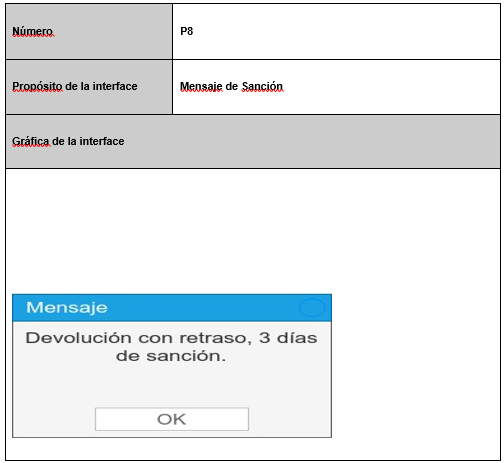 Número
P8
Propósito de la interface
Mensaje de Sanción
Gráfica de la interface
Mensaje
Devolución con retraso, 3 días
de sanción.
OK